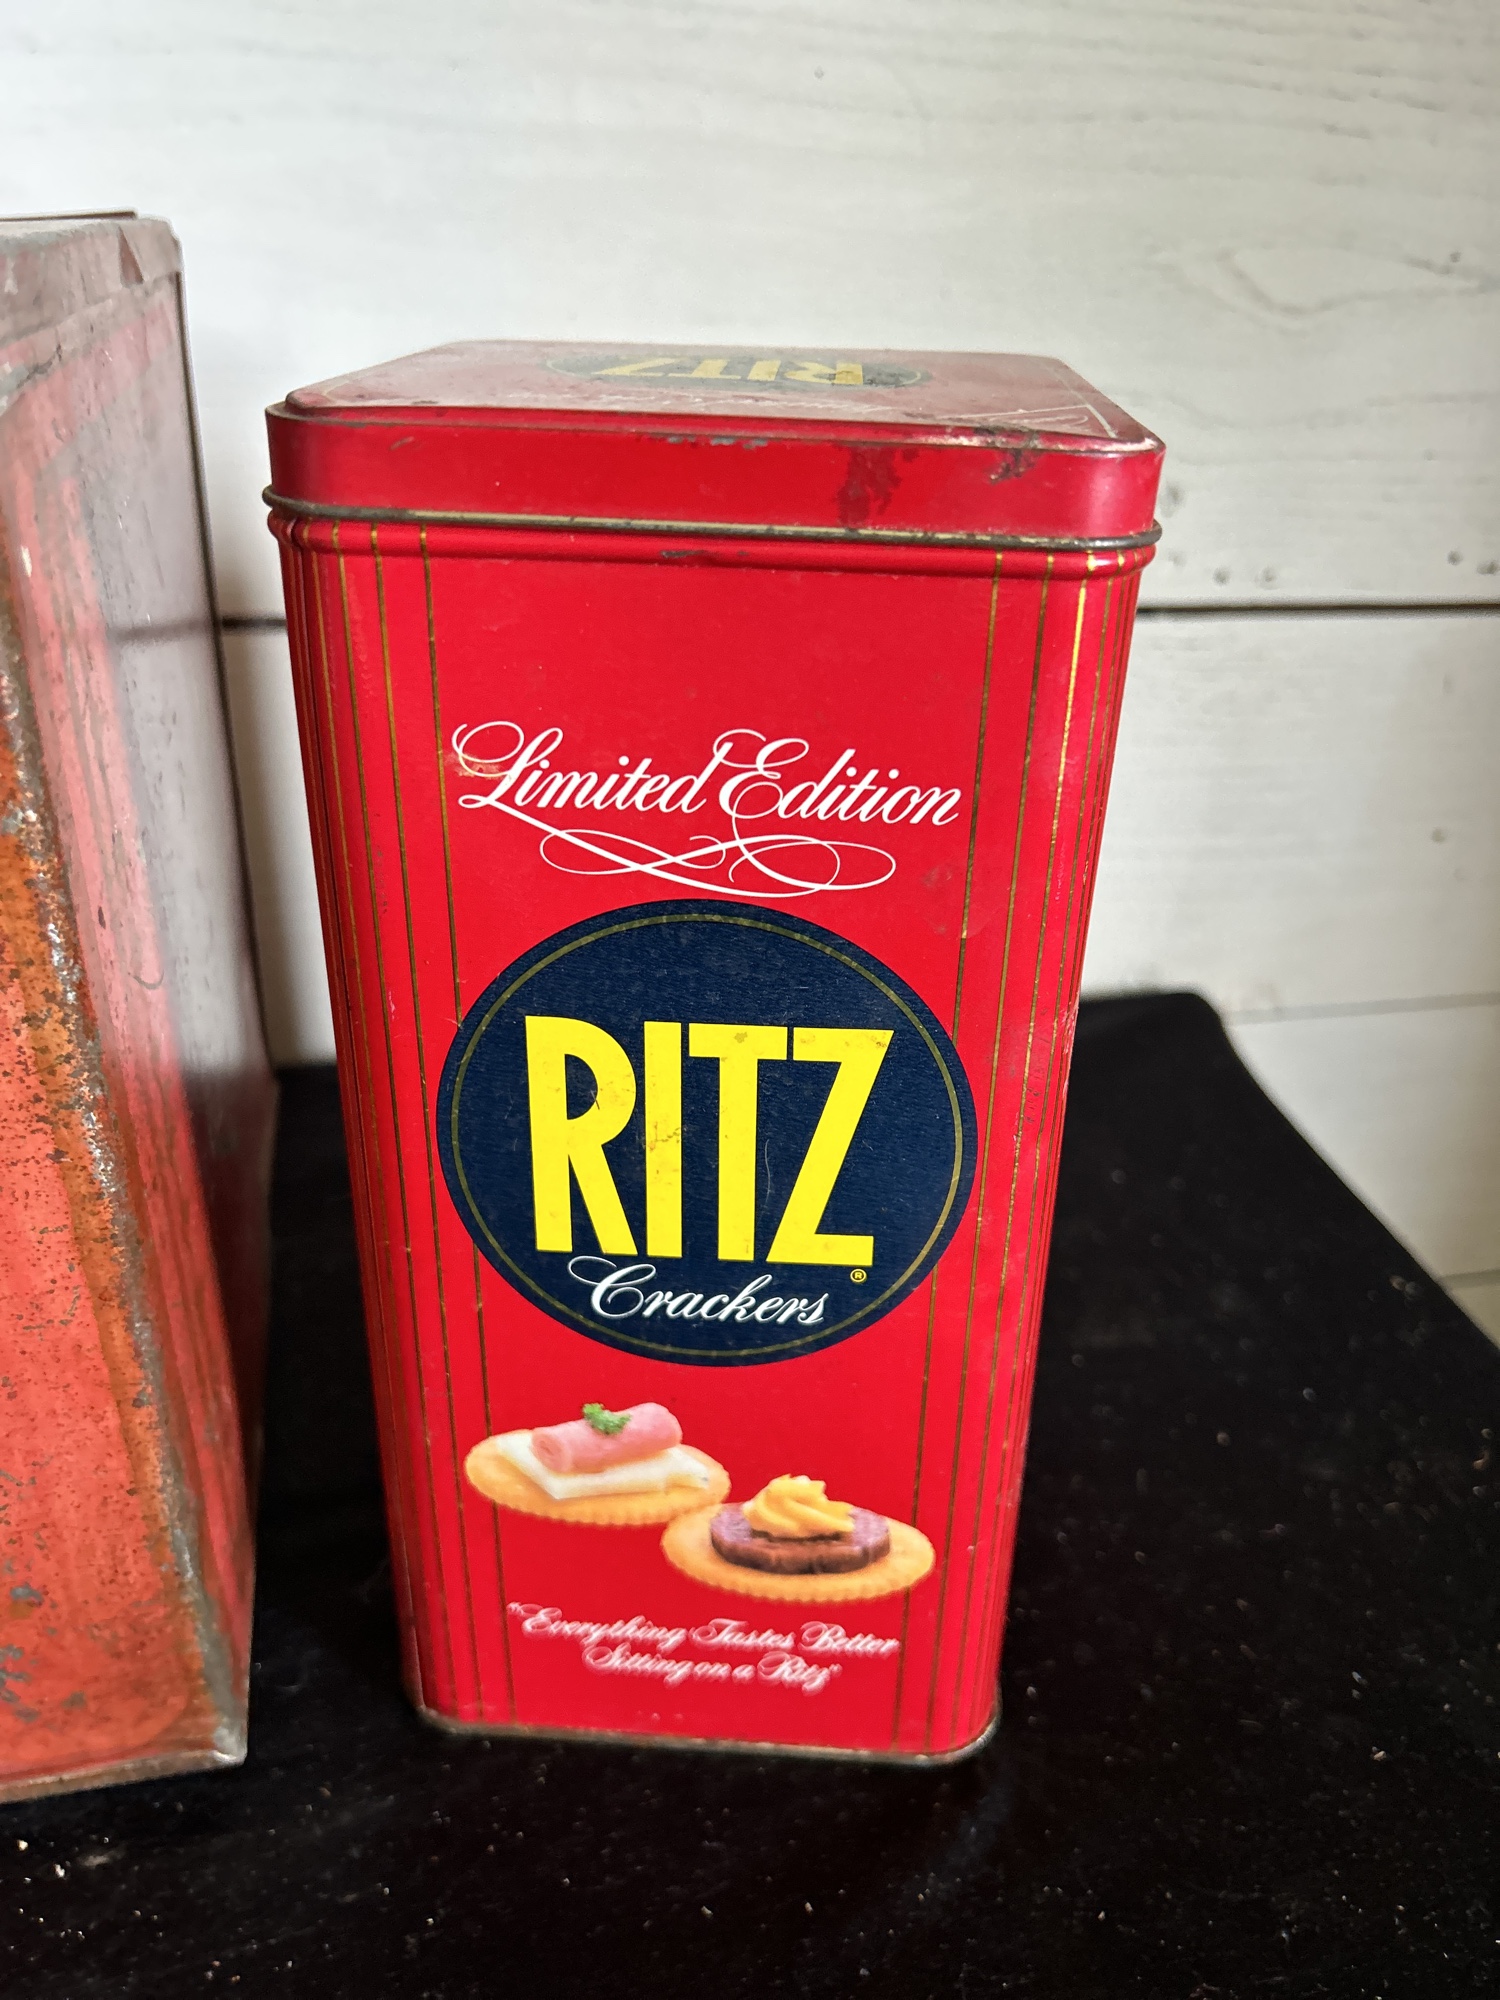 RITZ
Limited Edition
RITZ®
Crackers
"Everything Tastes Better
Sitting on a Ritz"